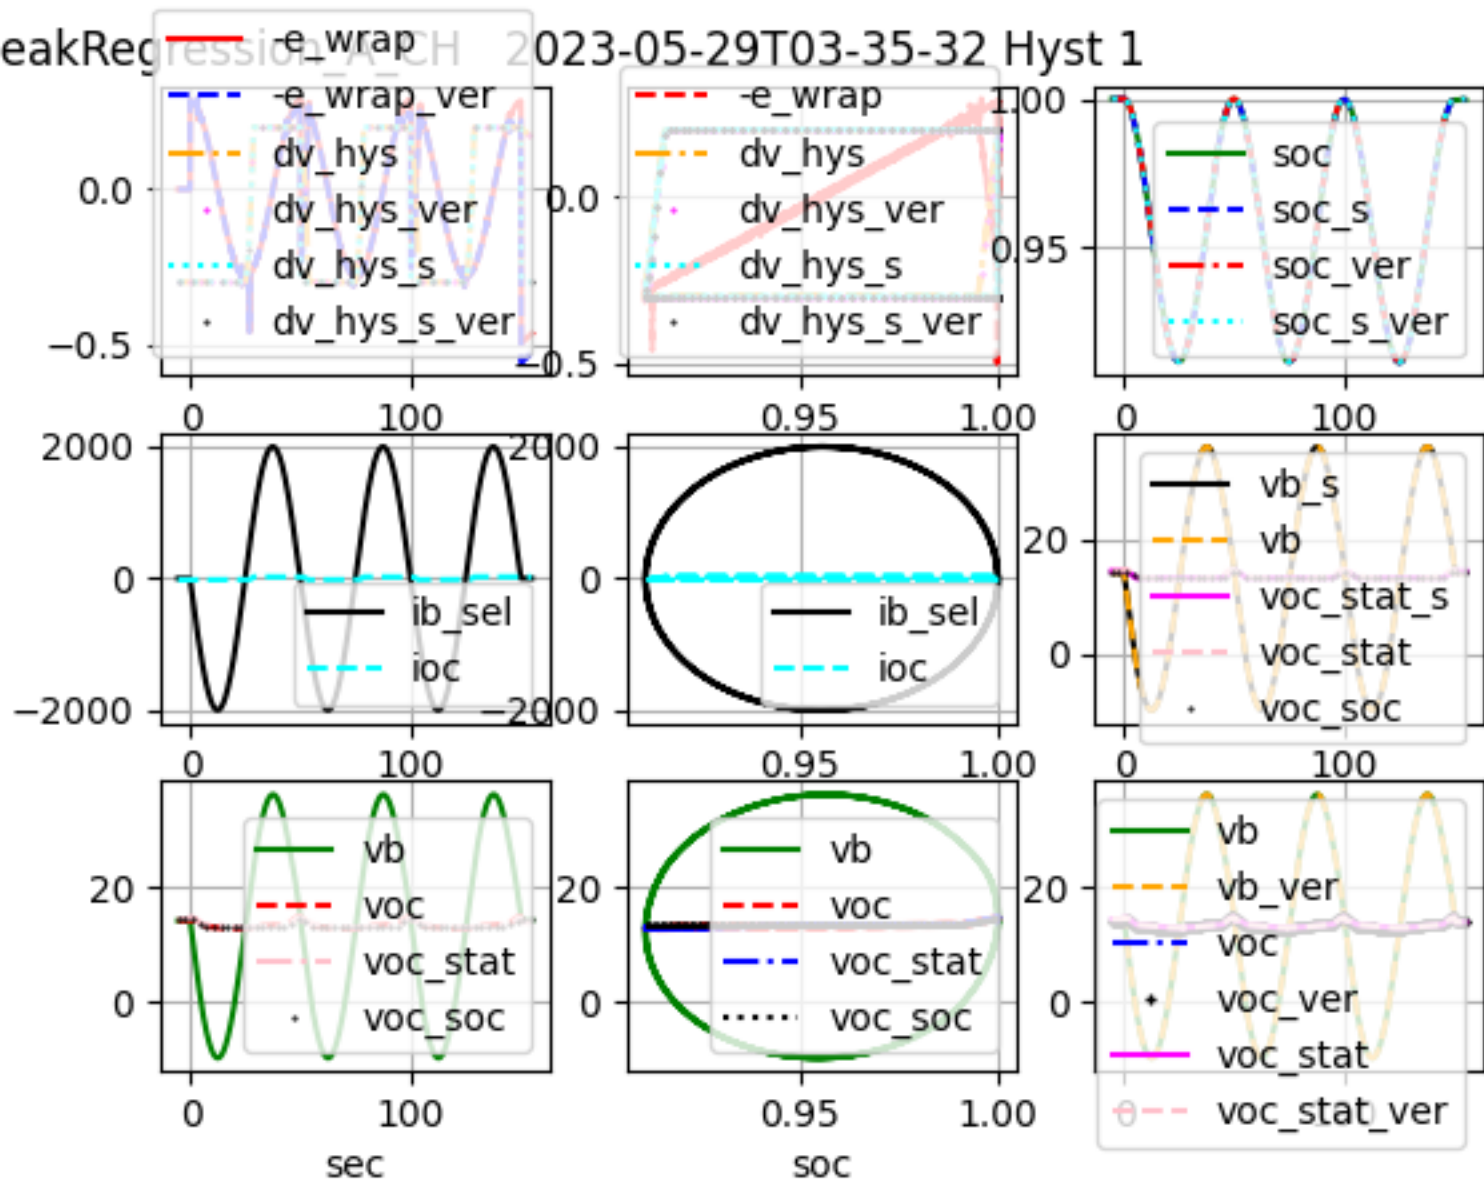 eakRegression_A_CH 2023-05-29T03-35-32 Hyst 1
-e_wrap
-e_wrap_ver
dv_hys
dv_hys_ver
dv_hys_s
dv_hys_s_ver
0.0
−0.5
0 100
-e_wrap
dv_hys
dv_hys_ver
dv_hys_s
dv_hys_s_ver
0.0
−0.5
0.95 1.00
soc
soc_s
soc_ver
soc_s_ver
1.00
0.95
0 100
2000
0
−2000
ib_sel
ioc
0 100
2000
0
−2000
ib_sel
ioc
0.95 1.00
20
0
vb_s
vb
voc_stat_s
voc_stat
voc_soc
0 100
20
0
vb
voc
voc_stat
voc_soc
0 100
sec
20
0
vb
voc
voc_stat
voc_soc
0.95 1.00
soc
20
0
vb
vb_ver
voc
voc_ver
voc_stat
voc_stat_ver
0